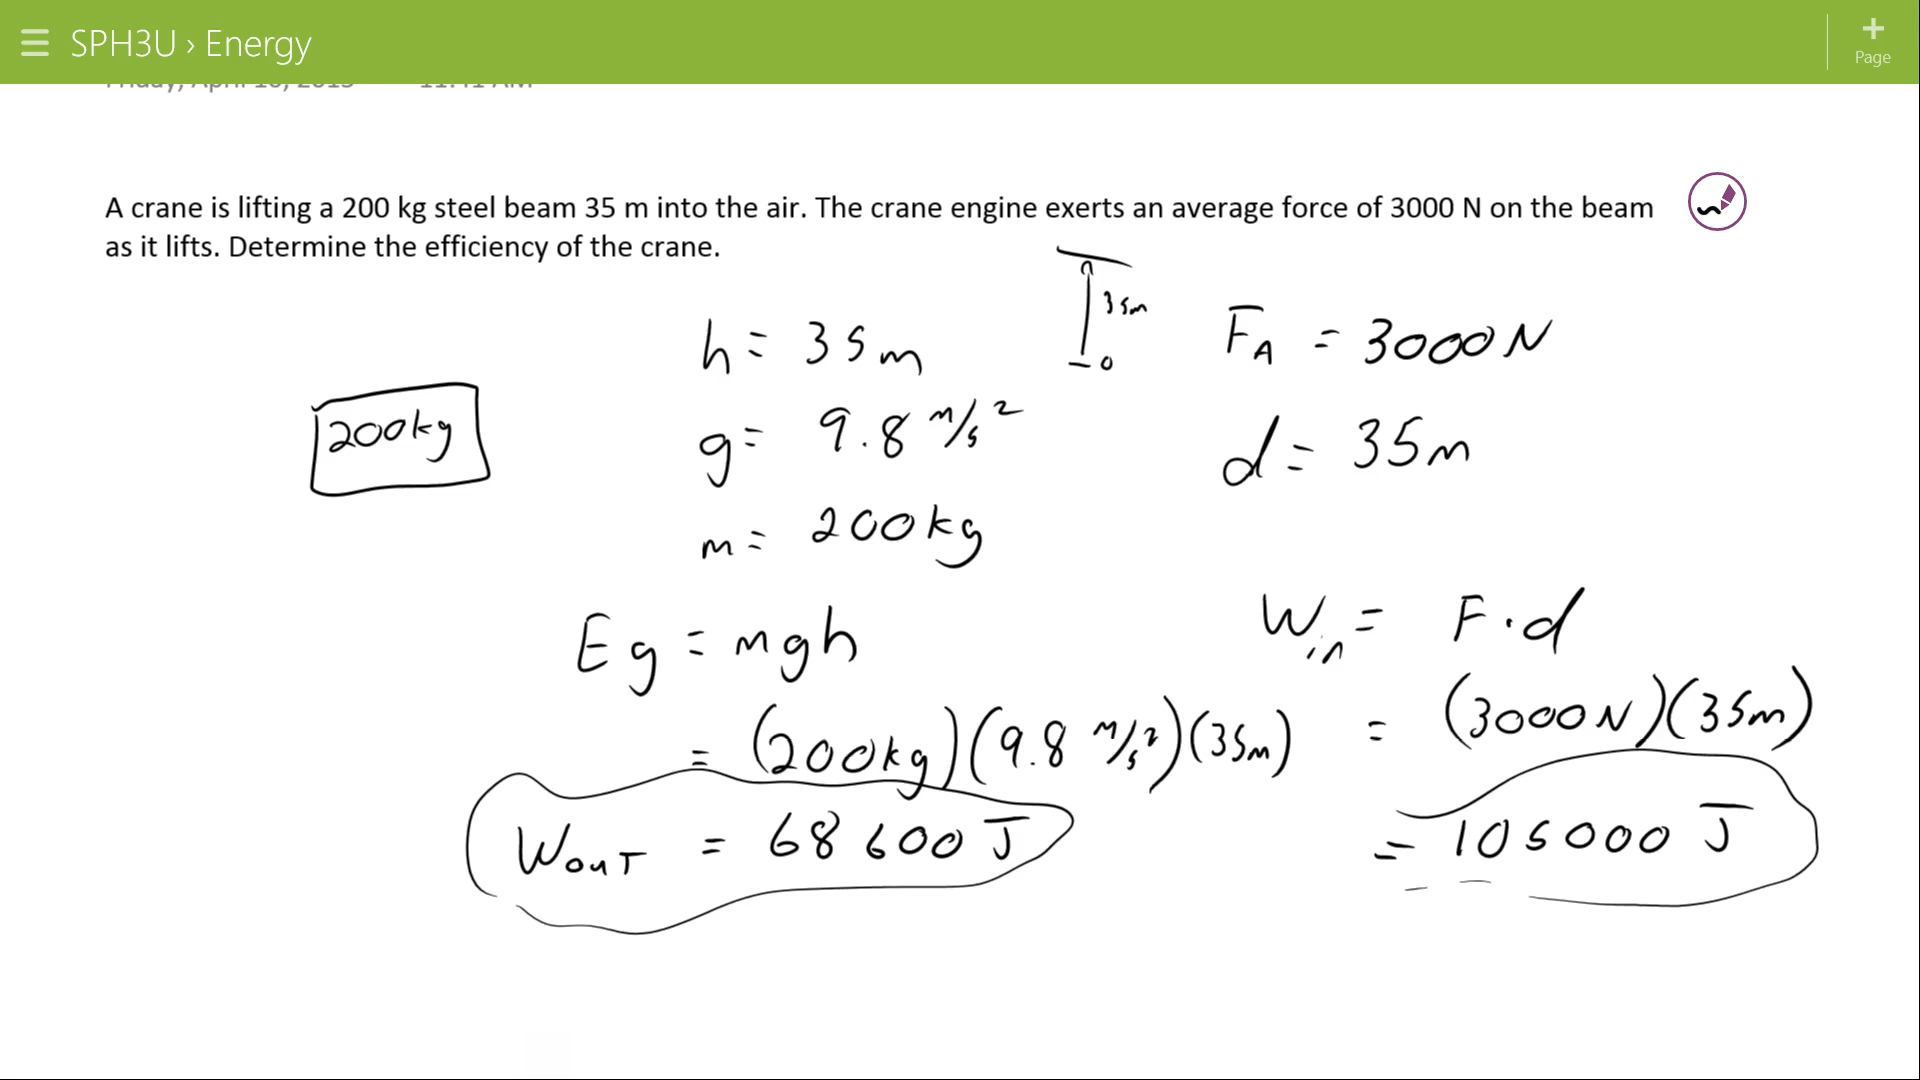 SPH3U › Energy
+
Page
A crane is lifting a 200 kg steel beam 35 m into the air. The crane engine exerts an average force of 3000 N on the beam
as it lifts. Determine the efficiency of the crane.
35m
0
200kg
h = 35m
g = 9.8 m/s²
m = 200kg
F_A = 3000N
d = 35m
Eg = mgh
= (200kg)(9.8 m/s²)(35m)
W_OUT = 68 600 J
W_in = F·d
= (3000N)(35m)
= 105000 J